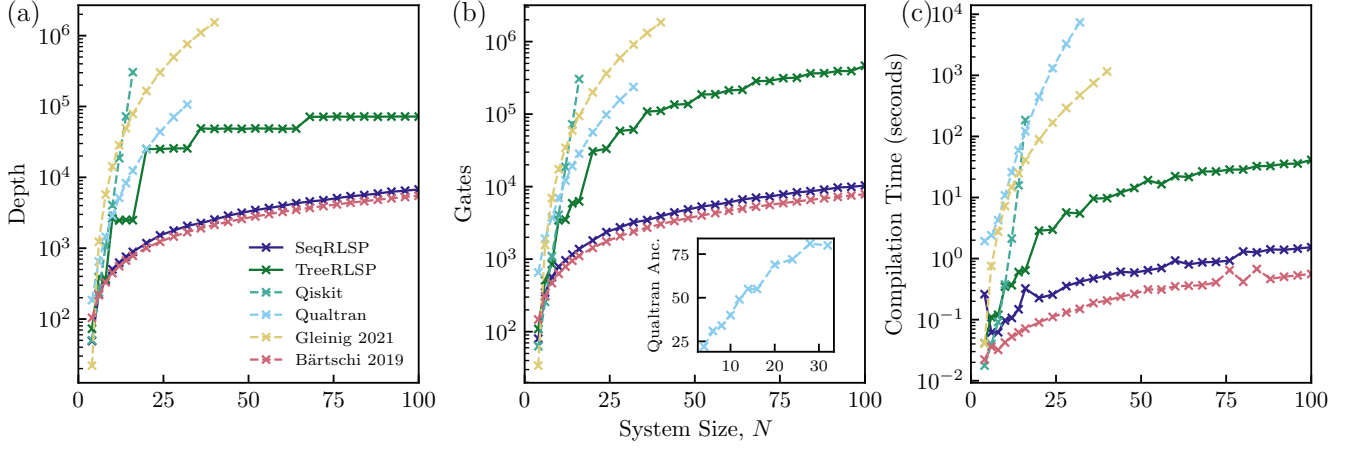 (a)
10^6
10^5
10^4
10^3
10^2
Depth
0
25
50
75
100
SeqRLSP
TreeRLSP
Qiskit
Qualtran
Gleinig 2021
Bärtschi 2019
(b)
10^6
10^5
10^4
10^3
10^2
Gates
0
25
50
75
100
System Size, N
Qualtran Anc.
75
50
25
10
20
30
(c)
10^4
10^3
10^2
10^1
10^0
10^−1
10^−2
Compilation Time (seconds)
0
25
50
75
100